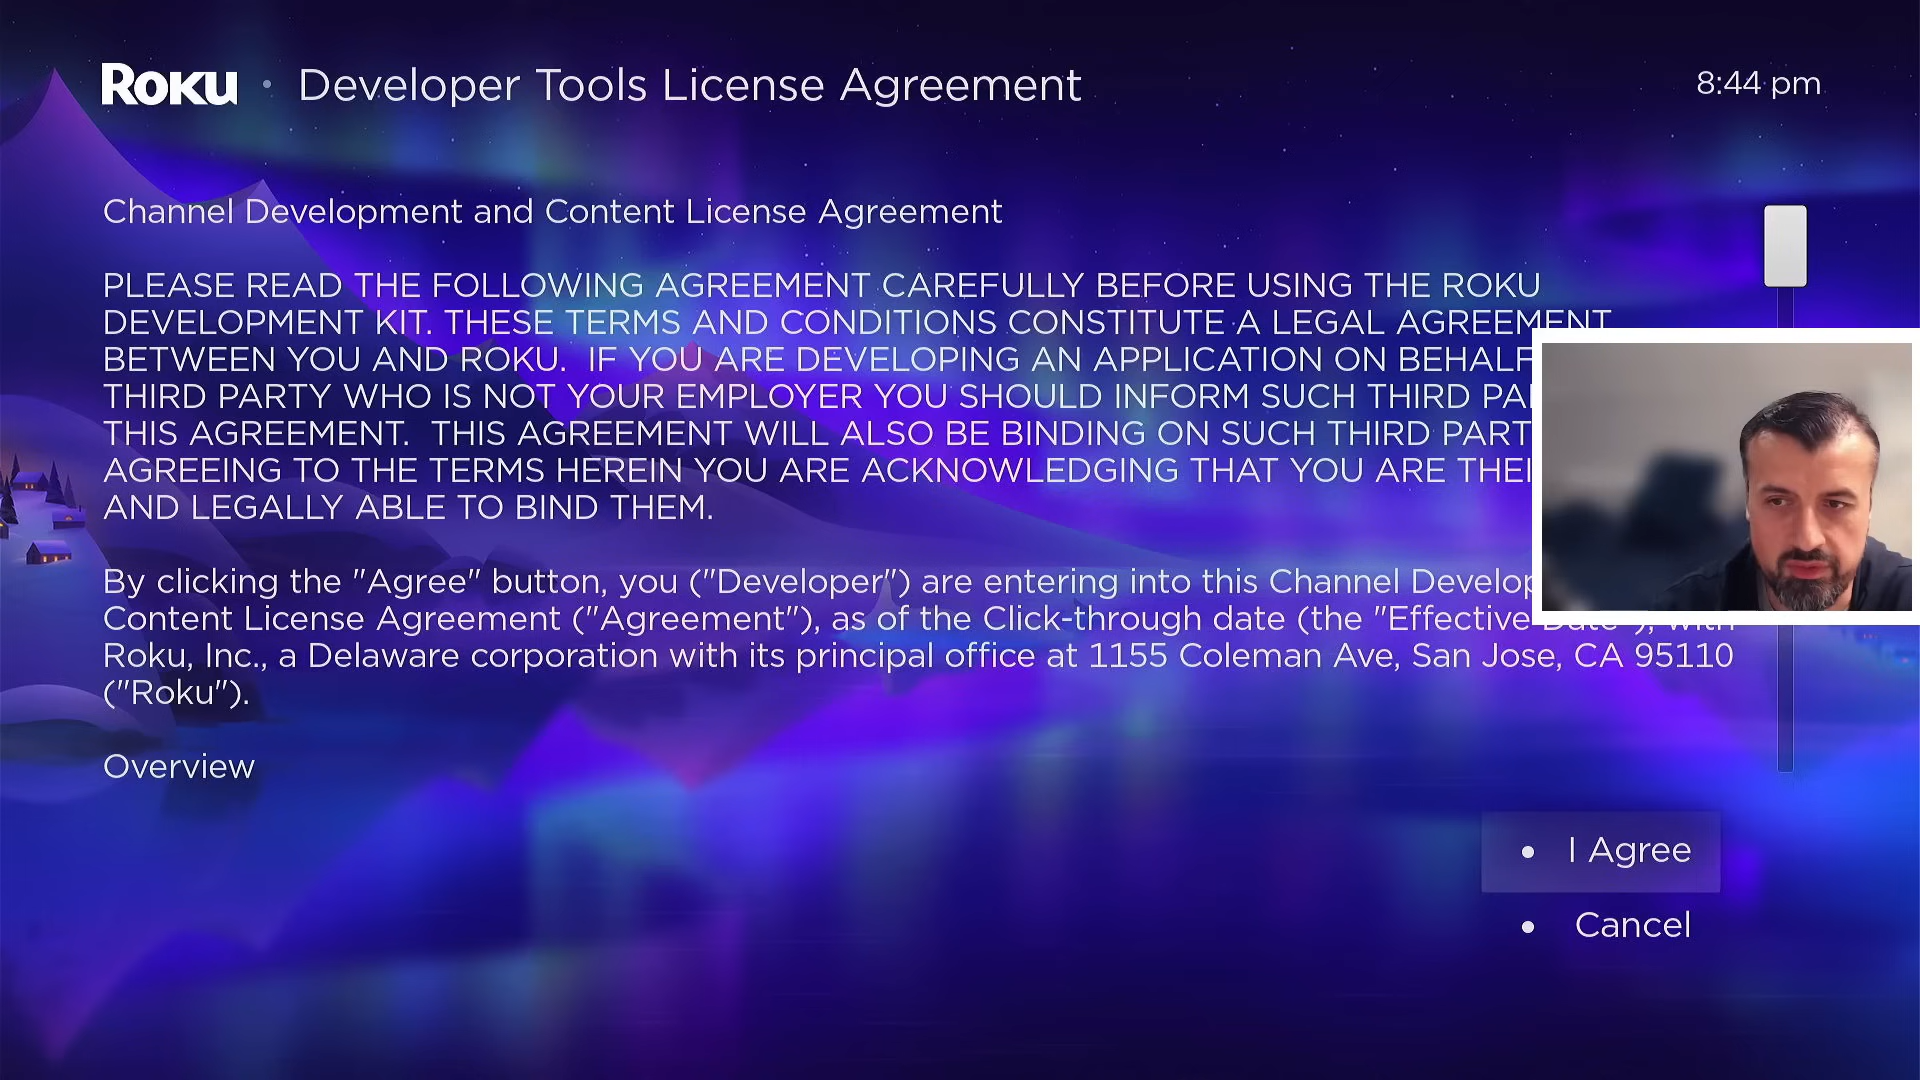 Roku • Developer Tools License Agreement
8:44 pm
Channel Development and Content License Agreement
PLEASE READ THE FOLLOWING AGREEMENT CAREFULLY BEFORE USING THE ROKU
DEVELOPMENT KIT. THESE TERMS AND CONDITIONS CONSTITUTE A LEGAL AGREEMENT
BETWEEN YOU AND ROKU.  IF YOU ARE DEVELOPING AN APPLICATION ON BEHALF
THIRD PARTY WHO IS NOT YOUR EMPLOYER YOU SHOULD INFORM SUCH THIRD
THIS AGREEMENT.  THIS AGREEMENT WILL ALSO BE BINDING ON SUCH THIRD
AGREEING TO THE TERMS HEREIN YOU ARE ACKNOWLEDGING THAT YOU ARE
AND LEGALLY ABLE TO BIND THEM.
By clicking the "Agree" button, you ("Developer") are entering into this Channel
Content License Agreement ("Agreement"), as of the Click-through date (the "Effective Date"), with
Roku, Inc., a Delaware corporation with its principal office at 1155 Coleman Ave, San Jose, CA 95110
("Roku").
Overview
• I Agree
• Cancel